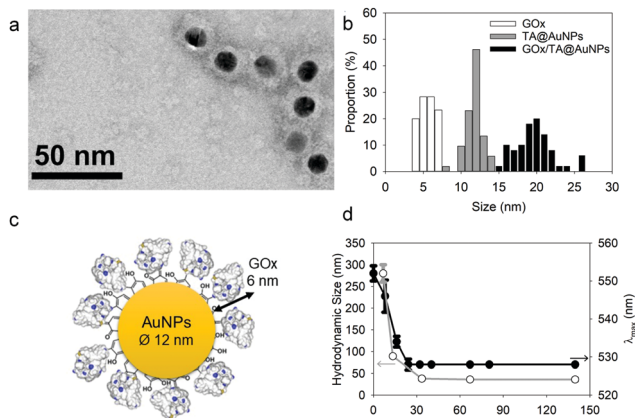 a
50 nm
b
GOx
TA@AuNPs
GOx/TA@AuNPs
Proportion (%)
60
50
40
30
20
10
0
0 5 10 15 20 25 30
Size (nm)
c
GOx
6 nm
AuNPs
Ø 12 nm
HO
OH
O
d
Hydrodynamic Size (nm)
350
300
250
200
150
100
50
0
0 30 60 90 120 150
560
550
540
530
520
λmax (nm)